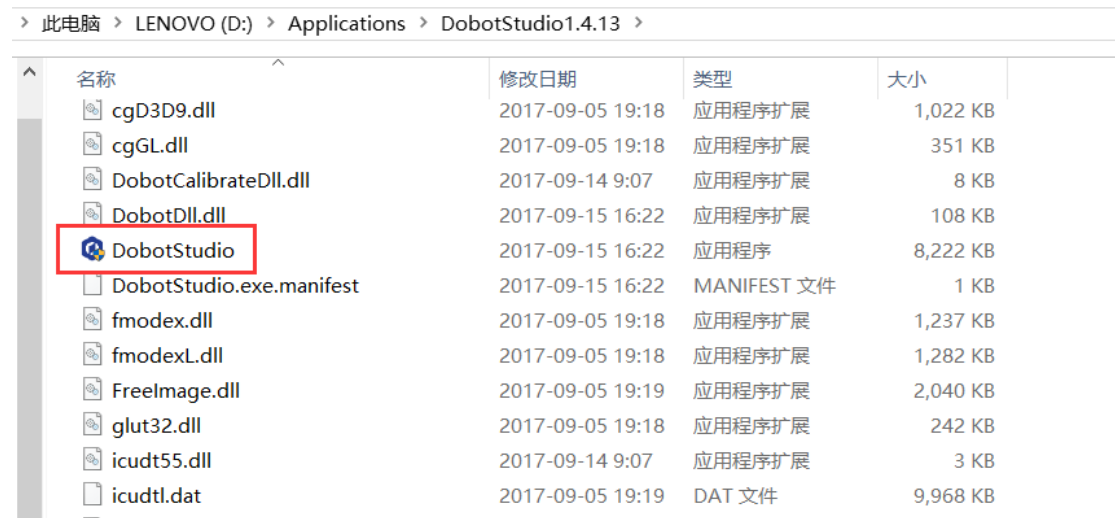 > 此电脑 > LENOVO (D:) > Applications > DobotStudio1.4.13 >
名称 修改日期 类型 大小
cgD3D9.dll 2017-09-05 19:18 应用程序扩展 1,022 KB
cgGL.dll 2017-09-05 19:18 应用程序扩展 351 KB
DobotCalibrateDll.dll 2017-09-14 9:07 应用程序扩展 8 KB
DobotDll.dll 2017-09-15 16:22 应用程序扩展 108 KB
DobotStudio 2017-09-15 16:22 应用程序 8,222 KB
DobotStudio.exe.manifest 2017-09-15 16:22 MANIFEST 文件 1 KB
fmodex.dll 2017-09-05 19:18 应用程序扩展 1,237 KB
fmodexL.dll 2017-09-05 19:18 应用程序扩展 1,282 KB
FreeImage.dll 2017-09-05 19:19 应用程序扩展 2,040 KB
glut32.dll 2017-09-05 19:18 应用程序扩展 242 KB
icudt55.dll 2017-09-14 9:07 应用程序扩展 3 KB
icudtl.dat 2017-09-05 19:19 DAT 文件 9,968 KB